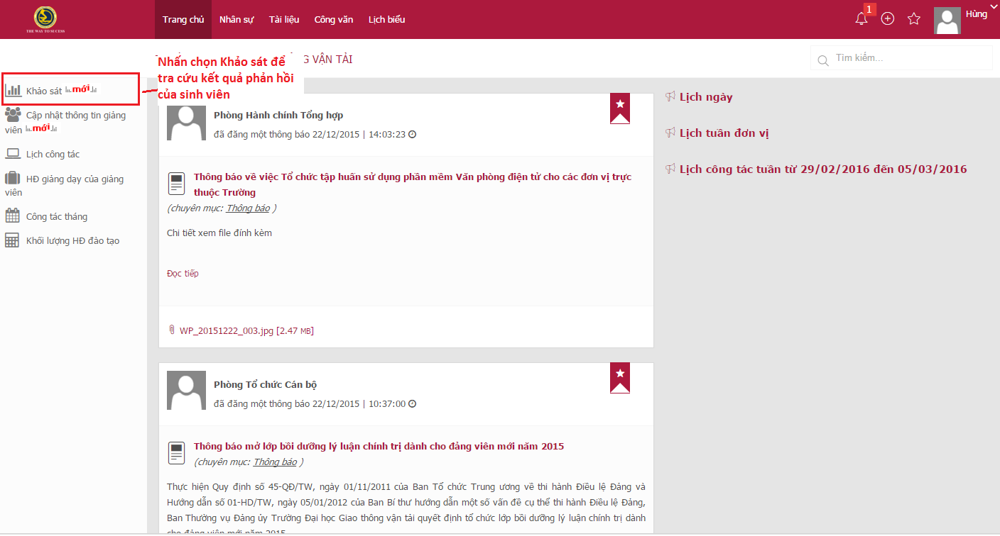 THE WAY TO SUCESS
Trang chủ
Nhân sự
Tài liệu
Công văn
Lịch biểu
1
Hùng
Nhấn chọn Khảo sát để
tra cứu kết quả phản hồi
của sinh viên
G VẬN TẢI
Tìm kiếm...
Khảo sát mới
Cập nhật thông tin giảng
viên mới
Lịch công tác
HĐ giảng dạy của giảng
viên
Công tác tháng
Khối lượng HĐ đào tạo
Phòng Hành chính Tổng hợp
đã đăng một thông báo 22/12/2015 | 14:03:23
Thông báo về việc Tổ chức tập huấn sử dụng phần mềm Văn phòng điện tử cho các đơn vị trực
thuộc Trường
(chuyên mục: Thông báo )
Chi tiết xem file đính kèm
Đọc tiếp
WP_20151222_003.jpg [2.47 MB]
Phòng Tổ chức Cán bộ
đã đăng một thông báo 22/12/2015 | 10:37:00
Thông báo mở lớp bồi dưỡng lý luận chính trị dành cho đảng viên mới năm 2015
(chuyên mục: Thông báo )
Thực hiện Quy định số 45-QĐ/TW, ngày 01/11/2011 của Ban Tổ chức Trung ương về thi hành Điều lệ Đảng và
Hướng dẫn số 01-HD/TW, ngày 05/01/2012 của Ban Bí thư hướng dẫn một số vấn đề cụ thể thi hành Điều lệ Đảng,
Ban Thường vụ Đảng ủy Trường Đại học Giao thông vận tải quyết định tổ chức lớp bồi dưỡng lý luận chính trị dành
cho đảng viên mới năm 2015
Lịch ngày
Lịch tuần đơn vị
Lịch công tác tuần từ 29/02/2016 đến 05/03/2016